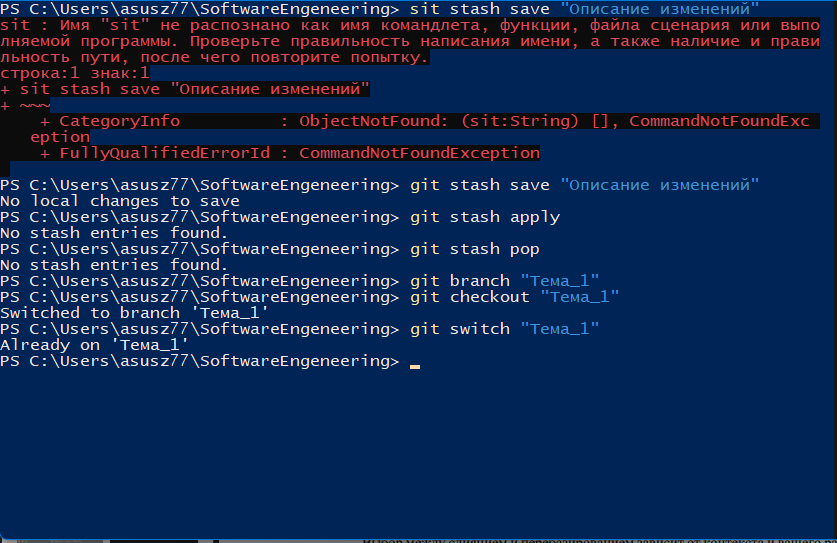 PS C:\Users\asusz77\SoftwareEngeneering> sit stash save "Описание изменений"
sit : Имя "sit" не распознано как имя командлета, функции, файла сценария или выпо
лняемой программы. Проверьте правильность написания имени, а также наличие и прави
льность пути, после чего повторите попытку.
строка:1 знак:1
+ sit stash save "Описание изменений"
+ ~~~
+ CategoryInfo : ObjectNotFound: (sit:String) [], CommandNotFoundExc
eption
+ FullyQualifiedErrorId : CommandNotFoundException
PS C:\Users\asusz77\SoftwareEngeneering> git stash save "Описание изменений"
No local changes to save
PS C:\Users\asusz77\SoftwareEngeneering> git stash apply
No stash entries found.
PS C:\Users\asusz77\SoftwareEngeneering> git stash pop
No stash entries found.
PS C:\Users\asusz77\SoftwareEngeneering> git branch "Тема_1"
PS C:\Users\asusz77\SoftwareEngeneering> git checkout "Тема_1"
Switched to branch 'Тема_1'
PS C:\Users\asusz77\SoftwareEngeneering> git switch "Тема_1"
Already on 'Тема_1'
PS C:\Users\asusz77\SoftwareEngeneering>